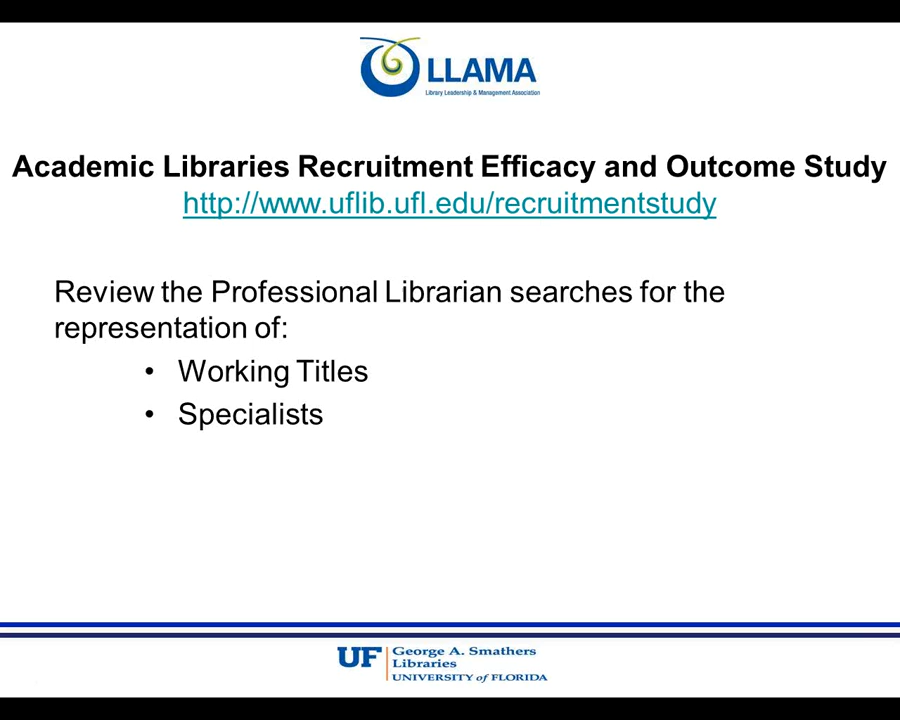 LLAMA
Library Leadership & Management Association
Academic Libraries Recruitment Efficacy and Outcome Study
http://www.uflib.ufl.edu/recruitmentstudy
Review the Professional Librarian searches for the
representation of:
• Working Titles
• Specialists
UF
George A. Smathers
Libraries
UNIVERSITY of FLORIDA